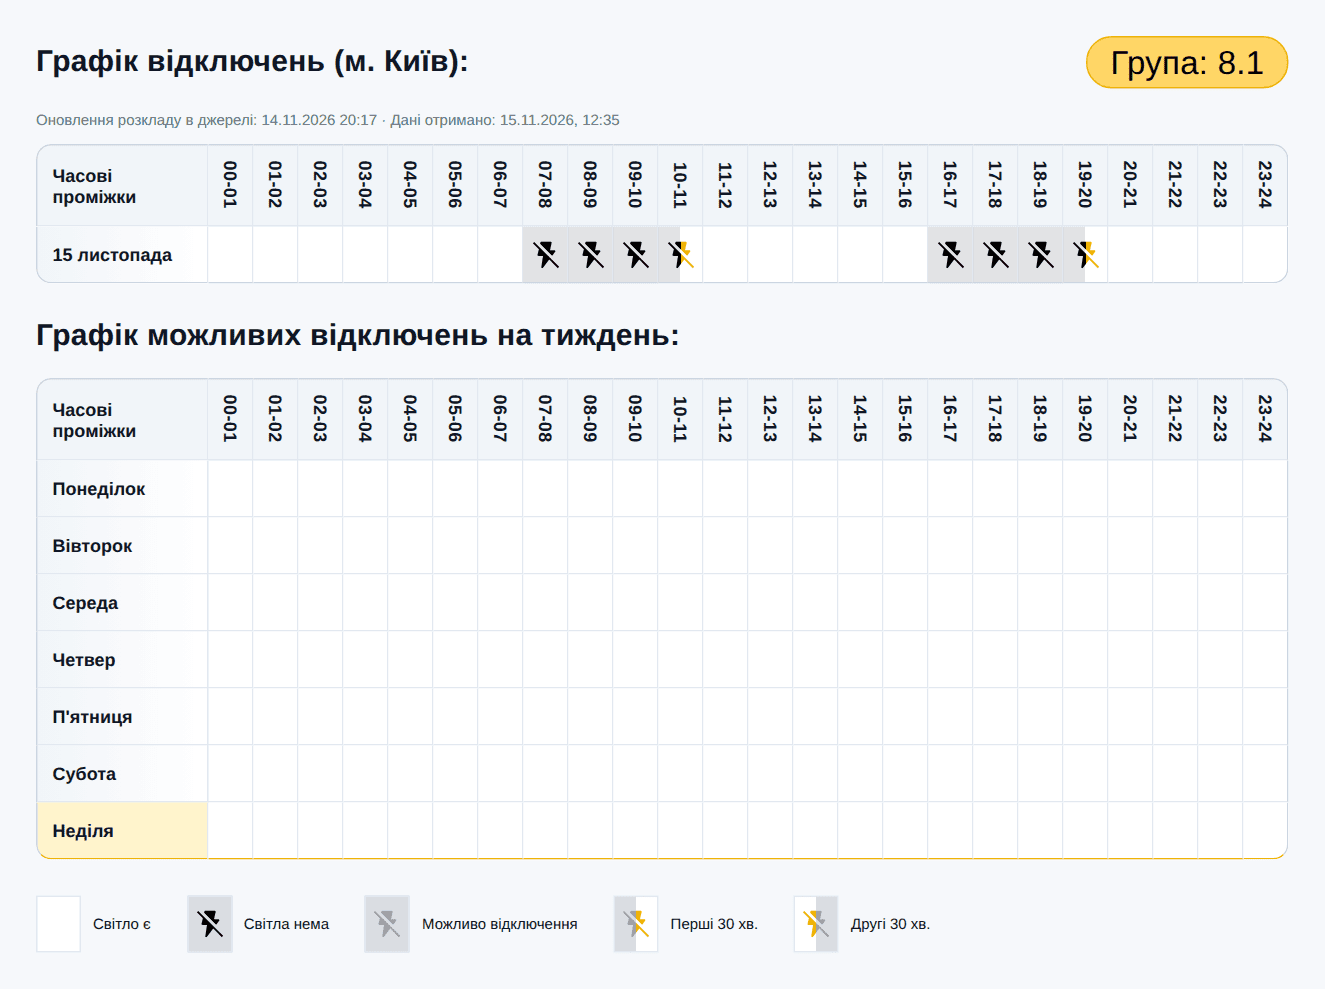 Графік відключень (м. Київ):
Група: 8.1
Оновлення розкладу в джерелі: 14.11.2026 20:17 · Дані отримано: 15.11.2026, 12:35
Часові проміжки 00-01 01-02 02-03 03-04 04-05 05-06 06-07 07-08 08-09 09-10 10-11 11-12 12-13 13-14 14-15 15-16 16-17 17-18 18-19 19-20 20-21 21-22 22-23 23-24
15 листопада
Графік можливих відключень на тиждень:
Часові проміжки 00-01 01-02 02-03 03-04 04-05 05-06 06-07 07-08 08-09 09-10 10-11 11-12 12-13 13-14 14-15 15-16 16-17 17-18 18-19 19-20 20-21 21-22 22-23 23-24
Понеділок
Вівторок
Середа
Четвер
П'ятниця
Субота
Неділя
Світло є Світла нема Можливо відключення Перші 30 хв. Другі 30 хв.